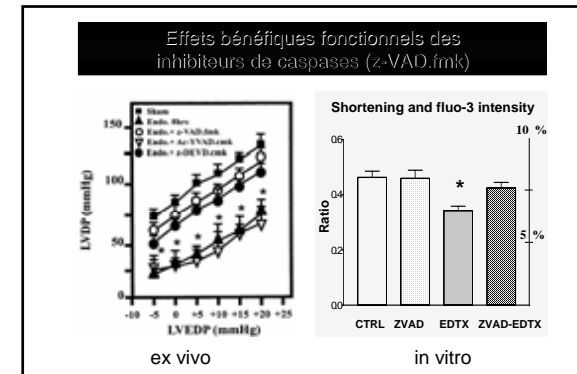 Effets bénéfiques fonctionnels des
inhibiteurs de caspases (z-VAD.fmk)
Sham
Endo. 8hrs
Endo.+ z-VAD.fmk
Endo.+ Ac-YVAD.cmk
Endo.+ z-DEVD.cmk
LVDP (mmHg)
150
100
50
0
* * * * * *
-10 -5 0 +5 +10 +15 +20 +25
LVEDP (mmHg)
ex vivo
Shortening and fluo-3 intensity
Ratio
0.6
0.4
0.2
0.0
10 %
5 %
*
CTRL ZVAD EDTX ZVAD-EDTX
in vitro